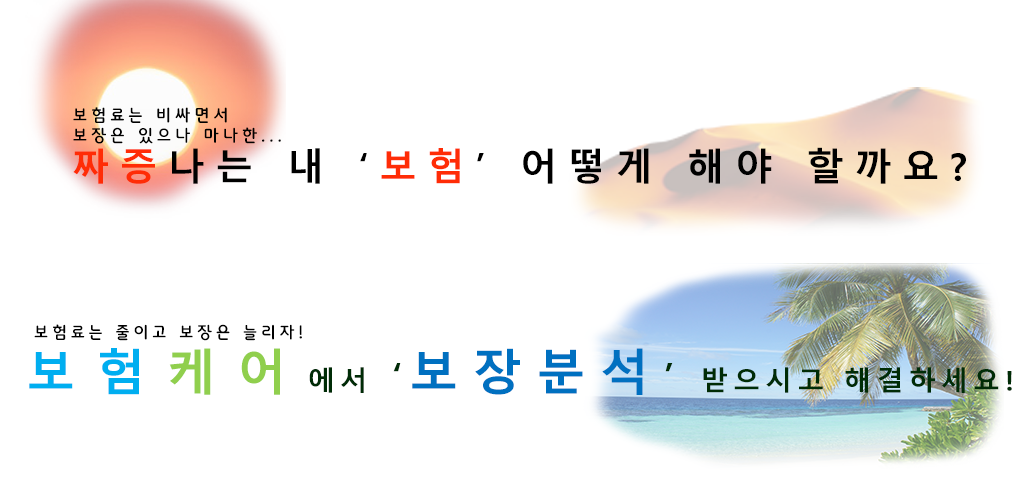 보험료는 비싸면서
보장은 있으나 마나한...
짜증나는 내 ‘보험’ 어떻게 해야 할까요?
보험료는 줄이고 보장은 늘리자!
보험케어에서 ‘보장분석’ 받으시고 해결하세요!